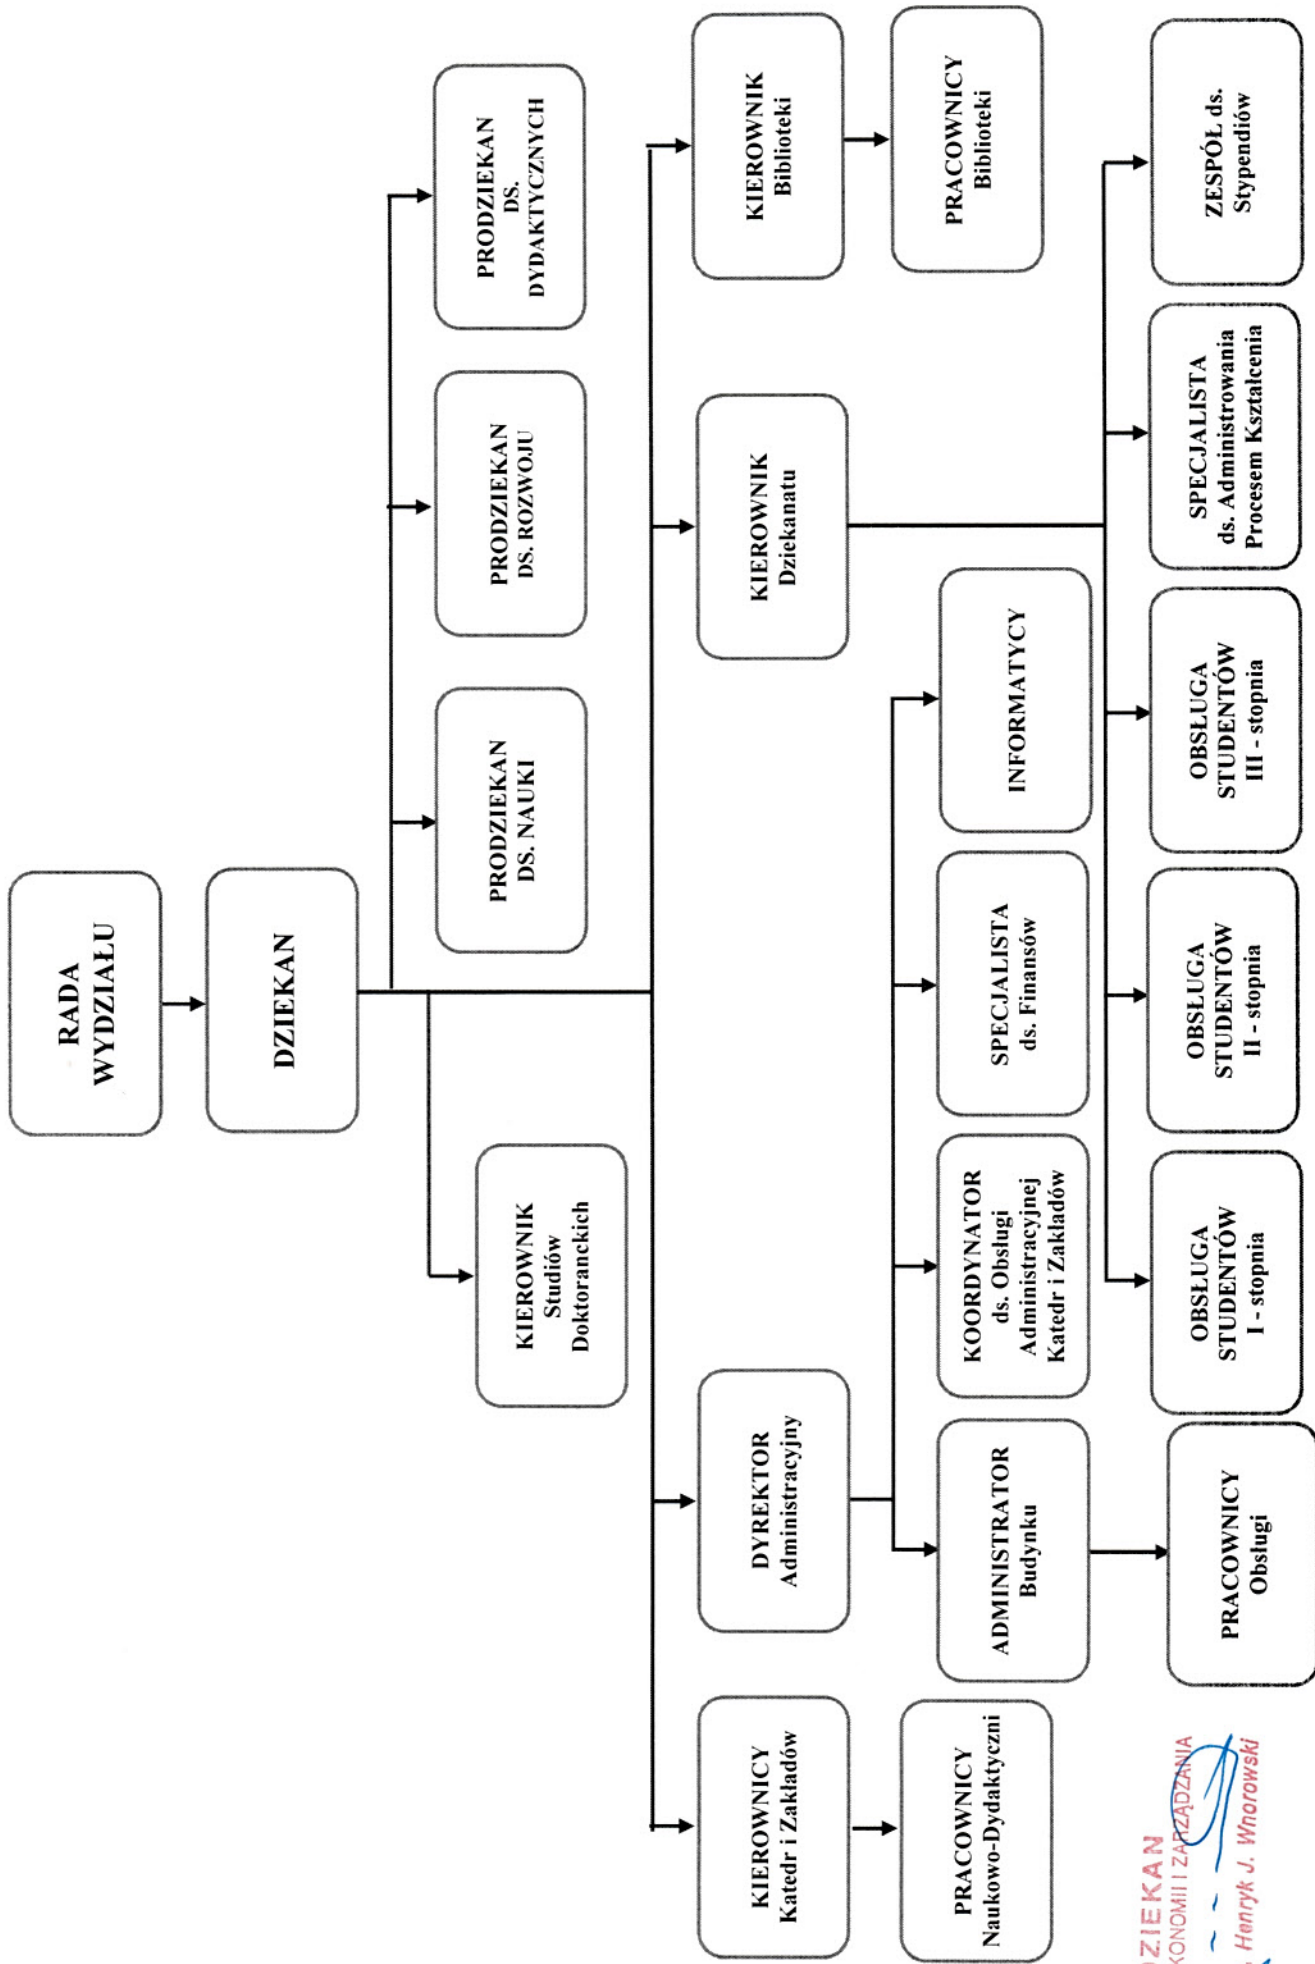 RADA
WYDZIAŁU
DZIEKAN
PRODZIEKAN
DS. NAUKI
PRODZIEKAN
DS. ROZWOJU
PRODZIEKAN
DS.
DYDAKTYCZNYCH
KIEROWNIK
Studiów
Doktoranckich
KIEROWNICY
Katedr i Zakładów
DYREKTOR
Administracyjny
KIEROWNIK
Dziekanatu
KIEROWNIK
Biblioteki
PRACOWNICY
Naukowo-Dydaktyczni
ADMINISTRATOR
Budynku
KOORDYNATOR
ds. Obsługi
Administracyjnej
Katedr i Zakładów
SPECJALISTA
ds. Finansów
INFORMATYCY
PRACOWNICY
Biblioteki
PRACOWNICY
Obsługi
OBSŁUGA
STUDENTÓW
I - stopnia
OBSŁUGA
STUDENTÓW
II - stopnia
OBSŁUGA
STUDENTÓW
III - stopnia
SPECJALISTA
ds. Administrowania
Procesem Kształcenia
ZESPÓŁ ds.
Stypendiów
DZIEKAN
KONOMII I ZARZĄDZANIA
Henryk J. Wnorowski